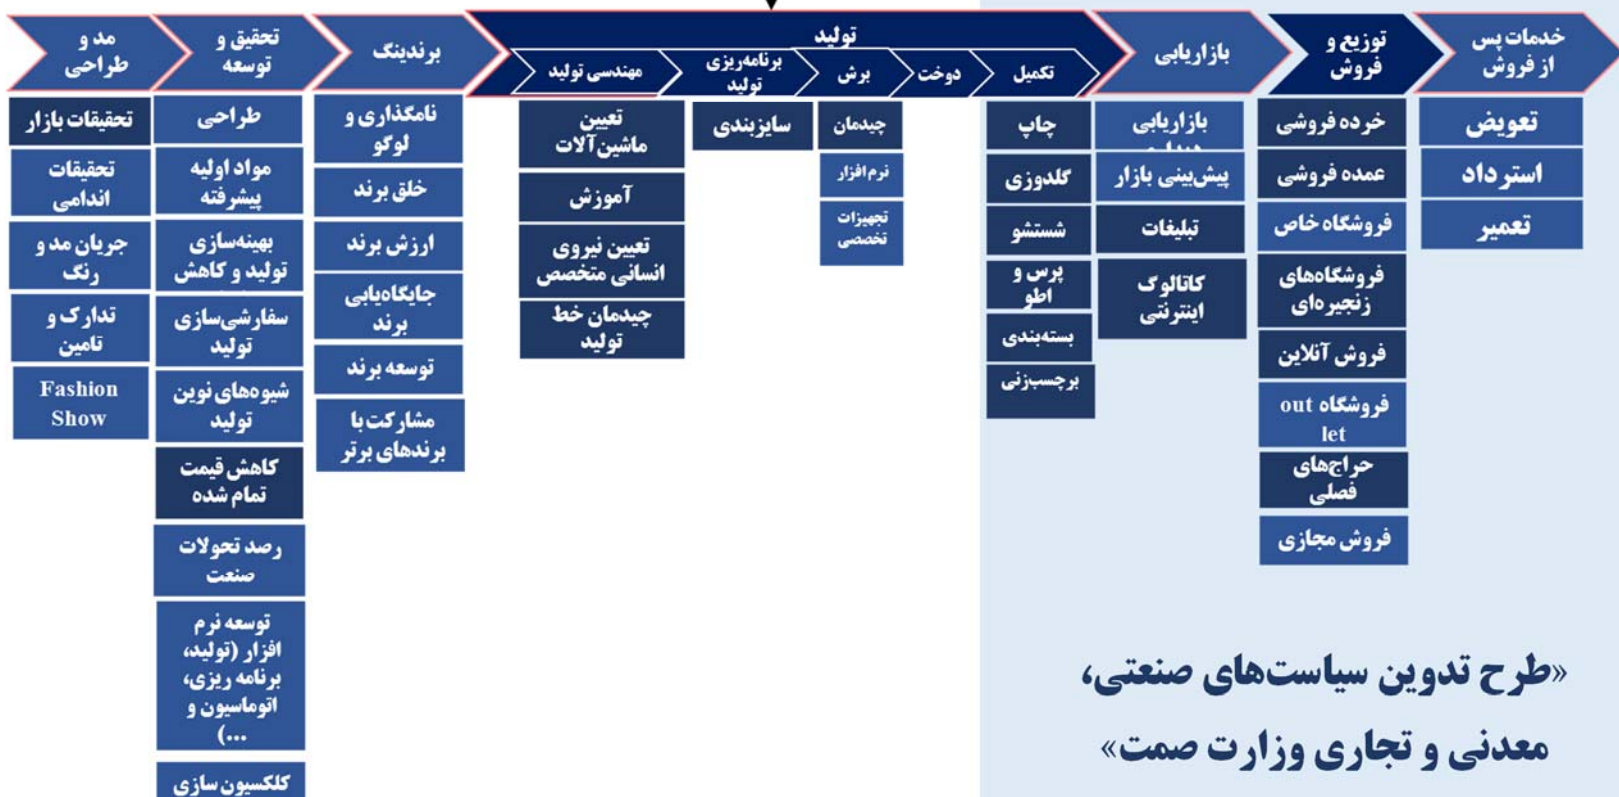 مد و
طراحی
تحقیق و
توسعه
برندینگ
تولید
مهندسی تولید
برنامه‌ریزی
تولید
برش
دوخت
تکمیل
بازاریابی
توزیع و
فروش
خدمات پس
از فروش
تحقیقات بازار
تحقیقات
اندامی
جریان مد و
رنگ
تدارک و
تامین
Fashion
Show
طراحی
مواد اولیه
پیشرفته
بهینه‌سازی
تولید و کاهش
سفارشی‌سازی
تولید
شیوه‌های نوین
تولید
کاهش قیمت
تمام شده
رصد تحولات
صنعت
توسعه نرم
افزار (تولید،
برنامه ریزی،
اتوماسیون و
...)
کلکسیون سازی
نامگذاری و
لوگو
خلق برند
ارزش برند
جایگاه‌یابی
برند
توسعه برند
مشارکت با
برندهای برتر
تعیین
ماشین‌آلات
آموزش
تعیین نیروی
انسانی متخصص
چیدمان خط
تولید
سایزبندی
چیدمان
نرم افزار
تجهیزات
تخصصی
چاپ
گلدوزی
شستشو
پرس و
اطو
بسته‌بندی
برچسب‌زنی
بازاریابی
پیش‌بینی بازار
تبلیغات
کاتالوگ
اینترنتی
خرده فروشی
عمده فروشی
فروشگاه خاص
فروشگاه‌های
زنجیره‌ای
فروش آنلاین
فروشگاه out
let
حراج‌های
فصلی
فروش مجازی
تعویض
استرداد
تعمیر
«طرح تدوین سیاست‌های صنعتی،
معدنی و تجاری وزارت صمت»